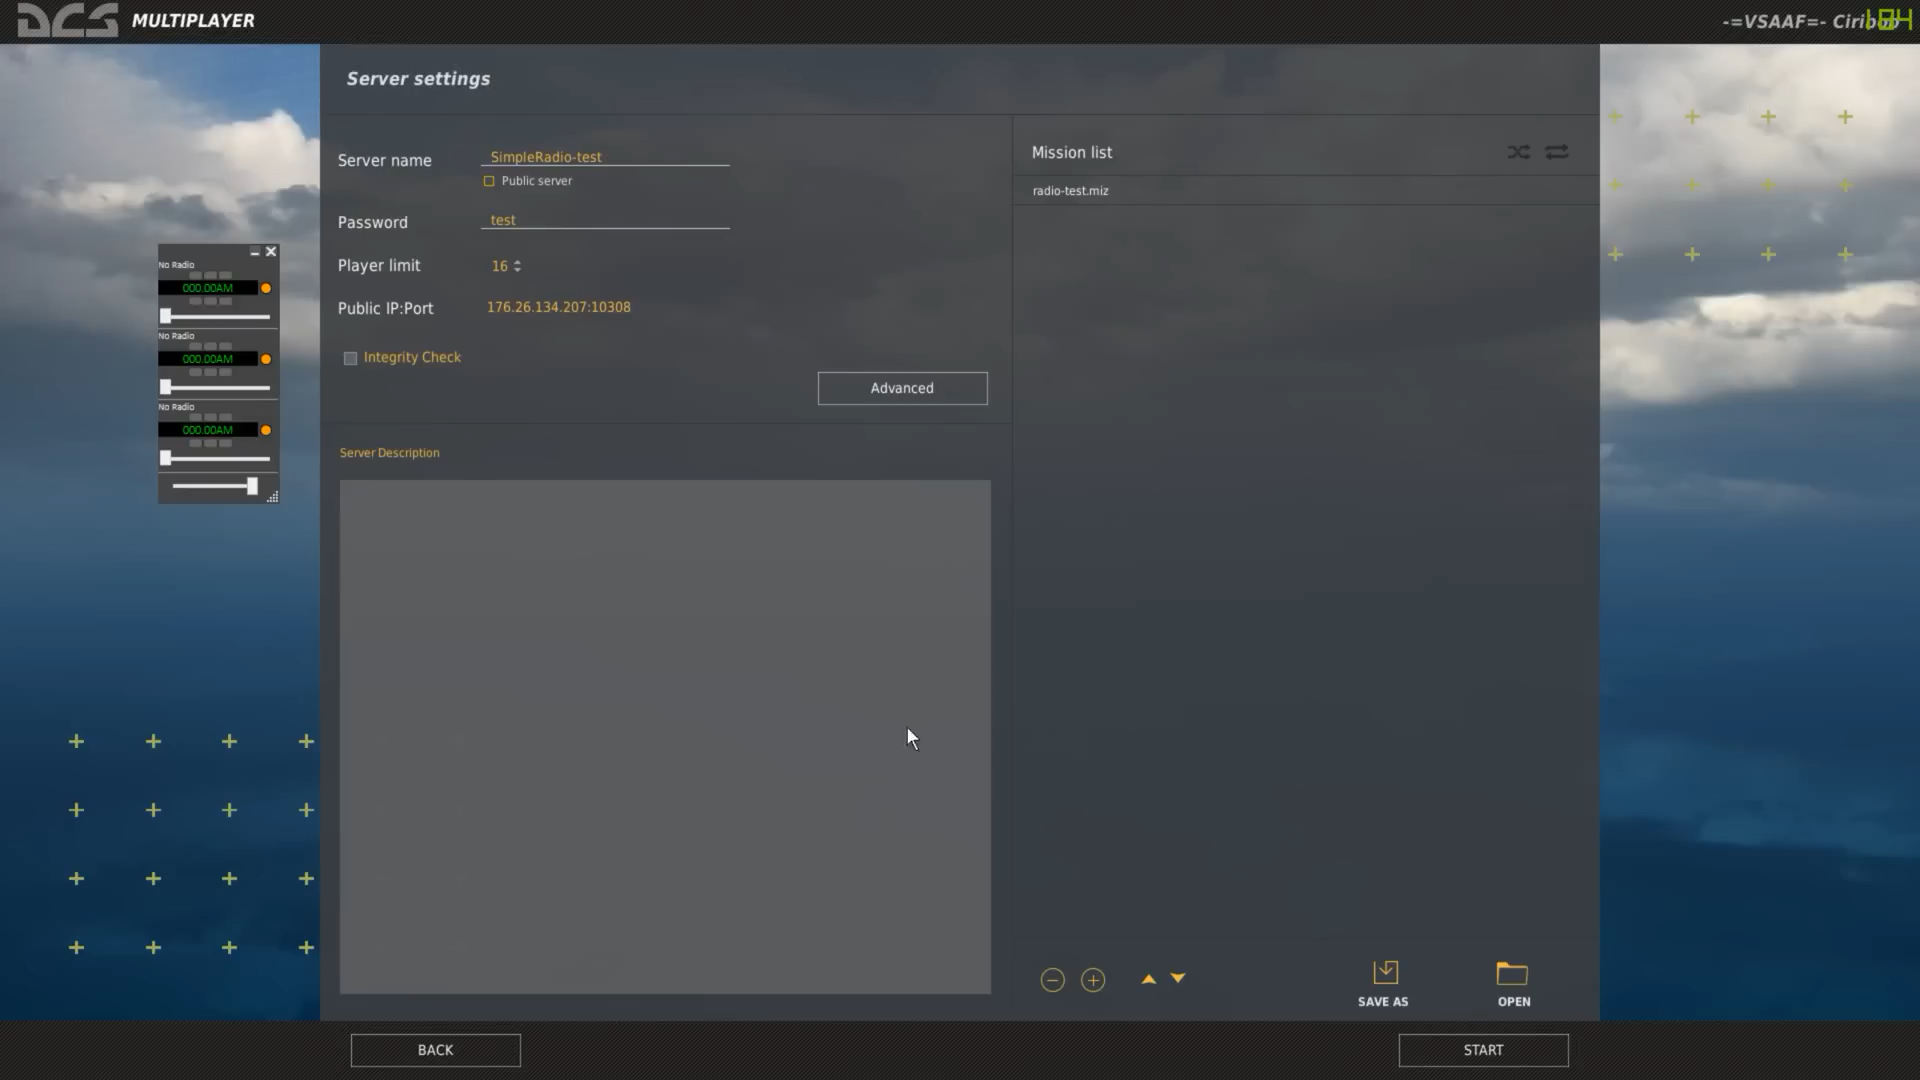 DCS MULTIPLAYER
-=VSAAF=-
184
Server settings
Server name
SimpleRadio-test
Public server
Password
test
Player limit
16
Public IP:Port
176.26.134.207:10308
Integrity Check
Advanced
Server Description
Mission list
radio-test.miz
No Radio
000.00AM
No Radio
000.00AM
No Radio
000.00AM
SAVE AS
OPEN
BACK
START